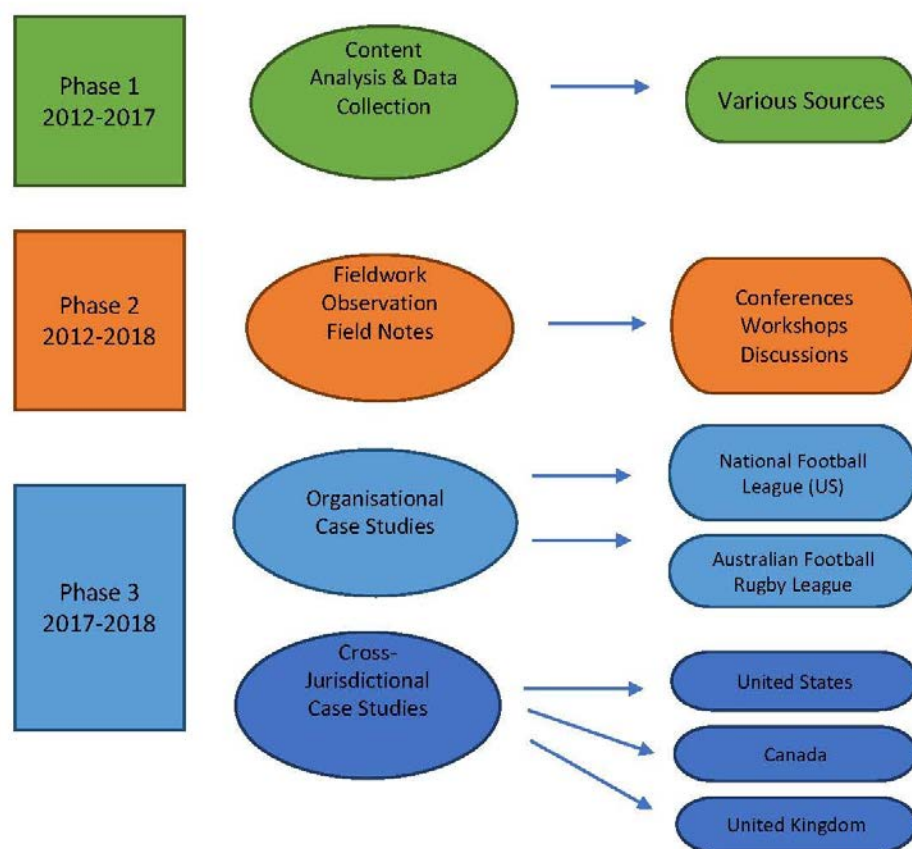 Phase 1
2012-2017
Content
Analysis & Data
Collection
Various Sources
Phase 2
2012-2018
Fieldwork
Observation
Field Notes
Conferences
Workshops
Discussions
Phase 3
2017-2018
Organisational
Case Studies
National Football
League (US)
Australian Football
Rugby League
Cross-
Jurisdictional
Case Studies
United States
Canada
United Kingdom